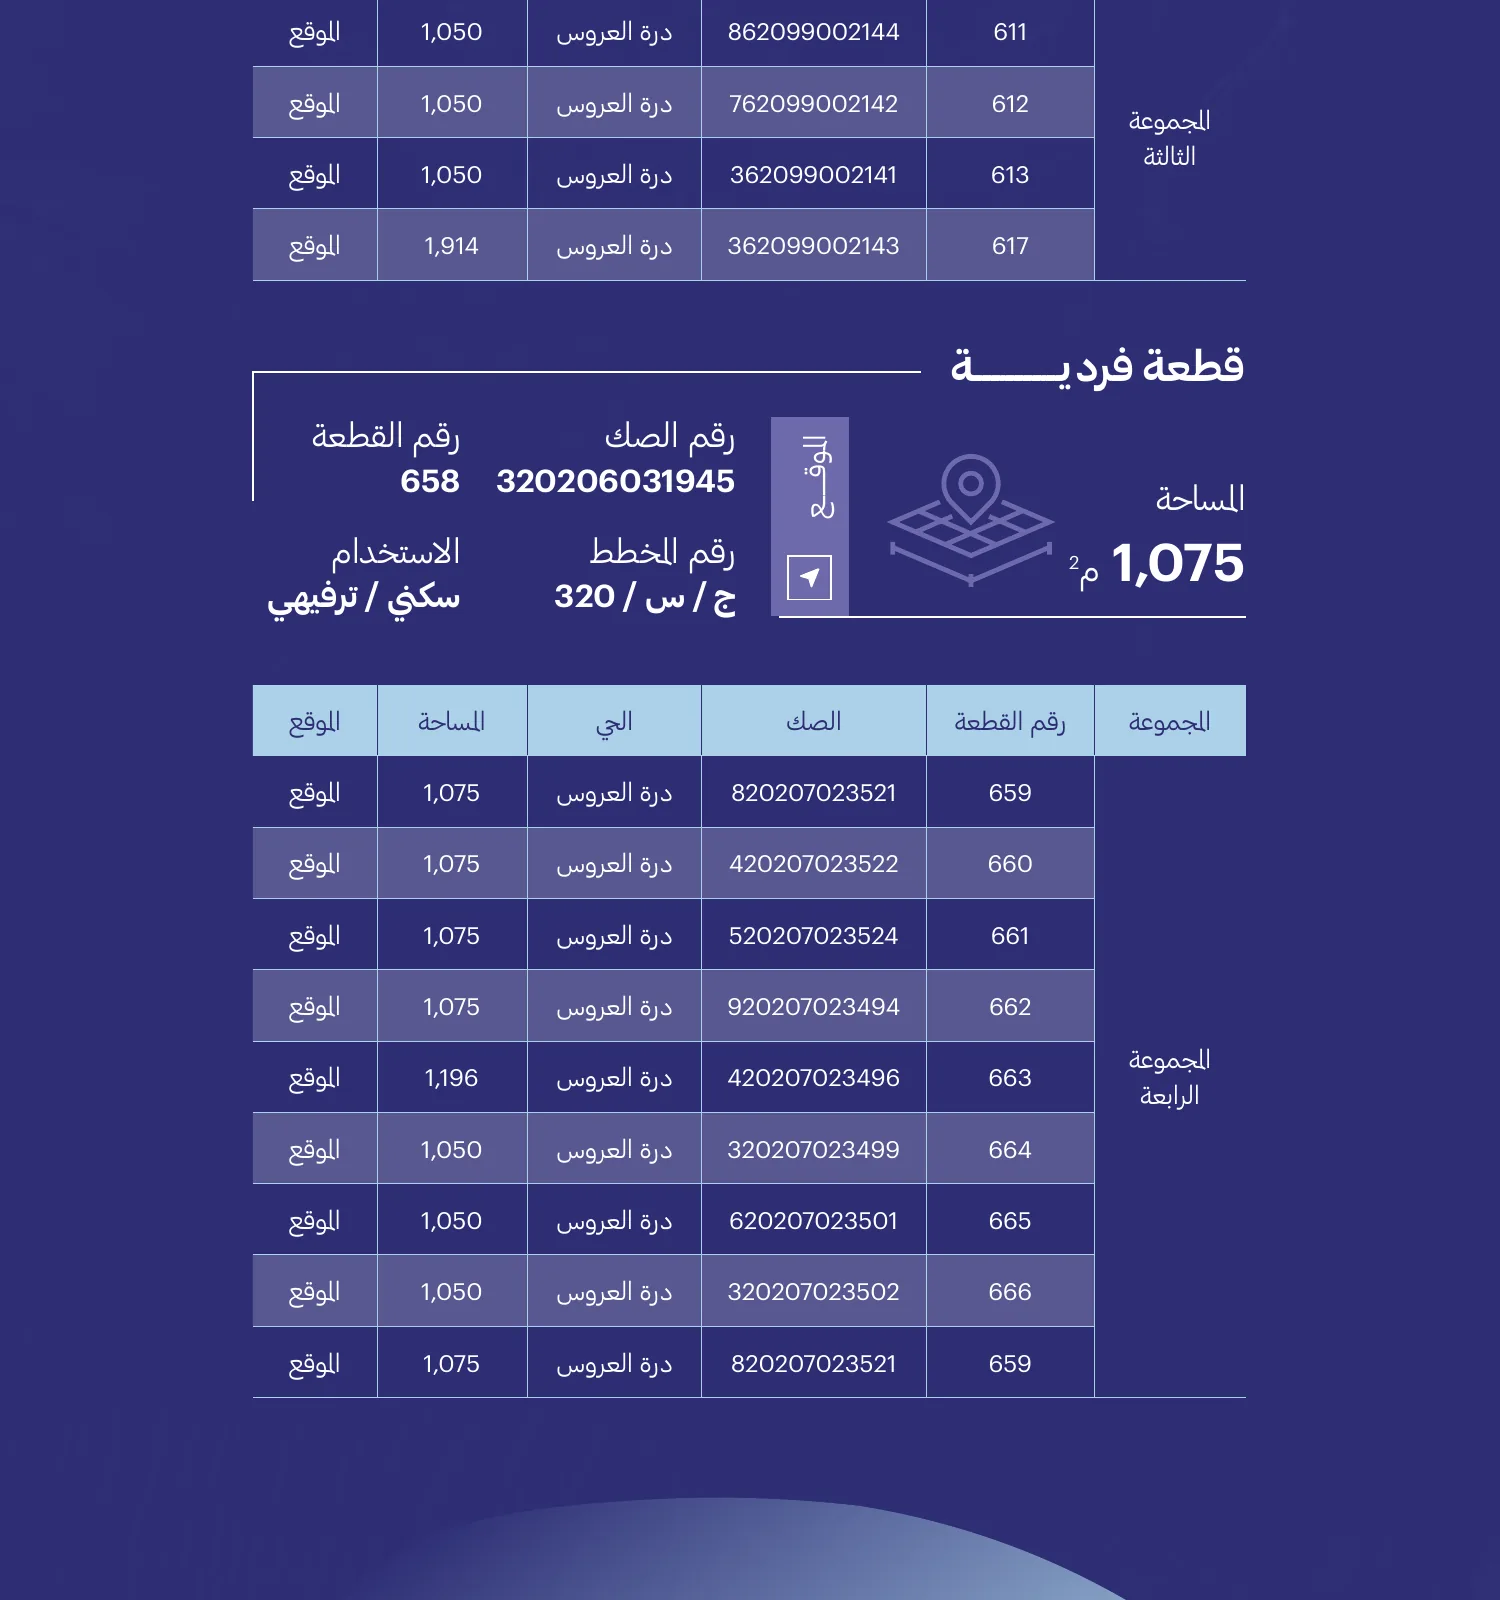 611 862099002144 درة العروس 1,050 الموقع
612 762099002142 درة العروس 1,050 الموقع
المجموعة
الثالثة
613 362099002141 درة العروس 1,050 الموقع
617 362099002143 درة العروس 1,914 الموقع
قطعة فرديـــــــة
المساحة
1,075 م2
الموقـــع
رقم الصك
320206031945
رقم القطعة
658
رقم المخطط
ج / س / 320
الاستخدام
سكني / ترفيهي
المجموعة رقم القطعة الصك الحي المساحة الموقع
659 820207023521 درة العروس 1,075 الموقع
660 420207023522 درة العروس 1,075 الموقع
661 520207023524 درة العروس 1,075 الموقع
662 920207023494 درة العروس 1,075 الموقع
المجموعة
الرابعة
663 420207023496 درة العروس 1,196 الموقع
664 320207023499 درة العروس 1,050 الموقع
665 620207023501 درة العروس 1,050 الموقع
666 320207023502 درة العروس 1,050 الموقع
659 820207023521 درة العروس 1,075 الموقع